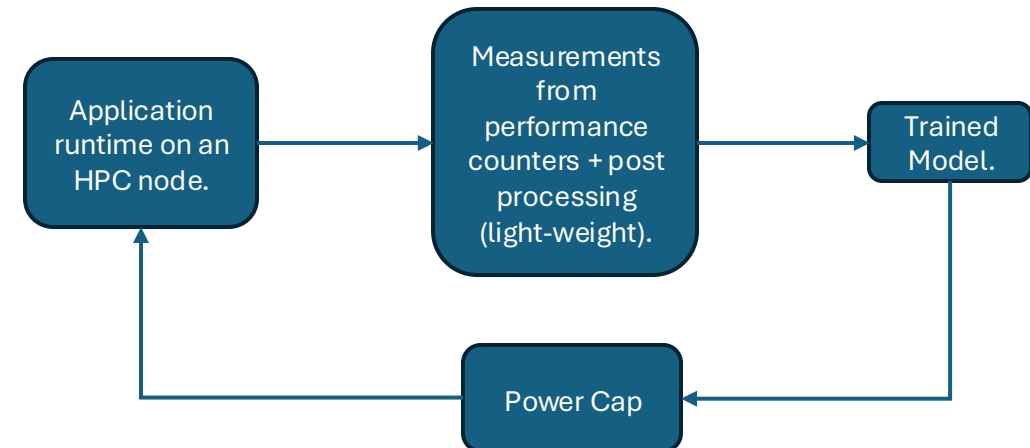 Application
runtime on an
HPC node.
Measurements
from
performance
counters + post
processing
(light-weight).
Trained
Model.
Power Cap